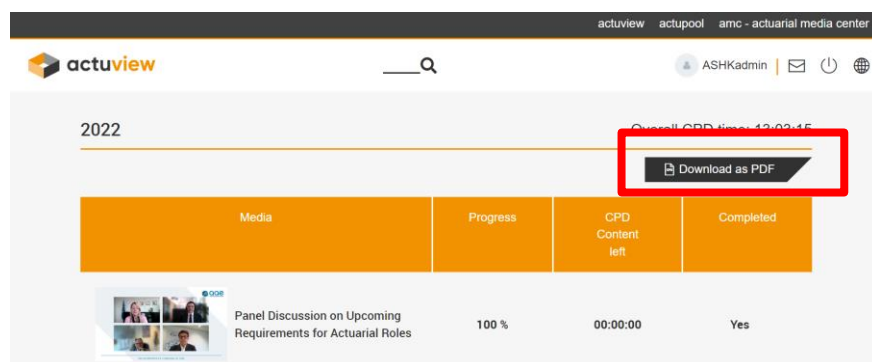 actuview actupool amc - actuarial media center
actuview
ASHKadmin
2022 Overall CPD time: 13:03:15
Download as PDF
Media Progress CPD Content left Completed
aae
Panel Discussion on Upcoming
Requirements for Actuarial Roles
100 % 00:00:00 Yes